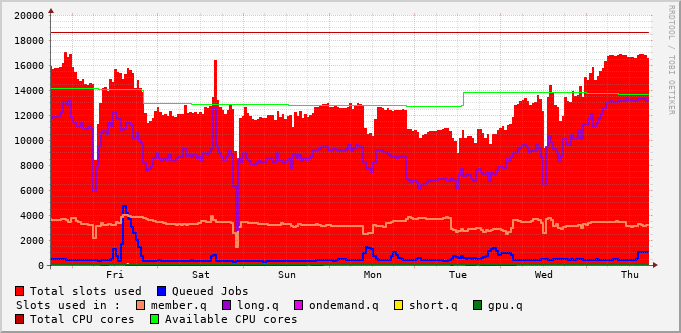 20000
18000
16000
14000
12000
10000
8000
6000
4000
2000
0
Fri Sat Sun Mon Tue Wed Thu
Total slots used Queued Jobs
Slots used in : member.q long.q ondemand.q short.q gpu.q
Total CPU cores Available CPU cores
RRDTOOL / TOBI OETIKER